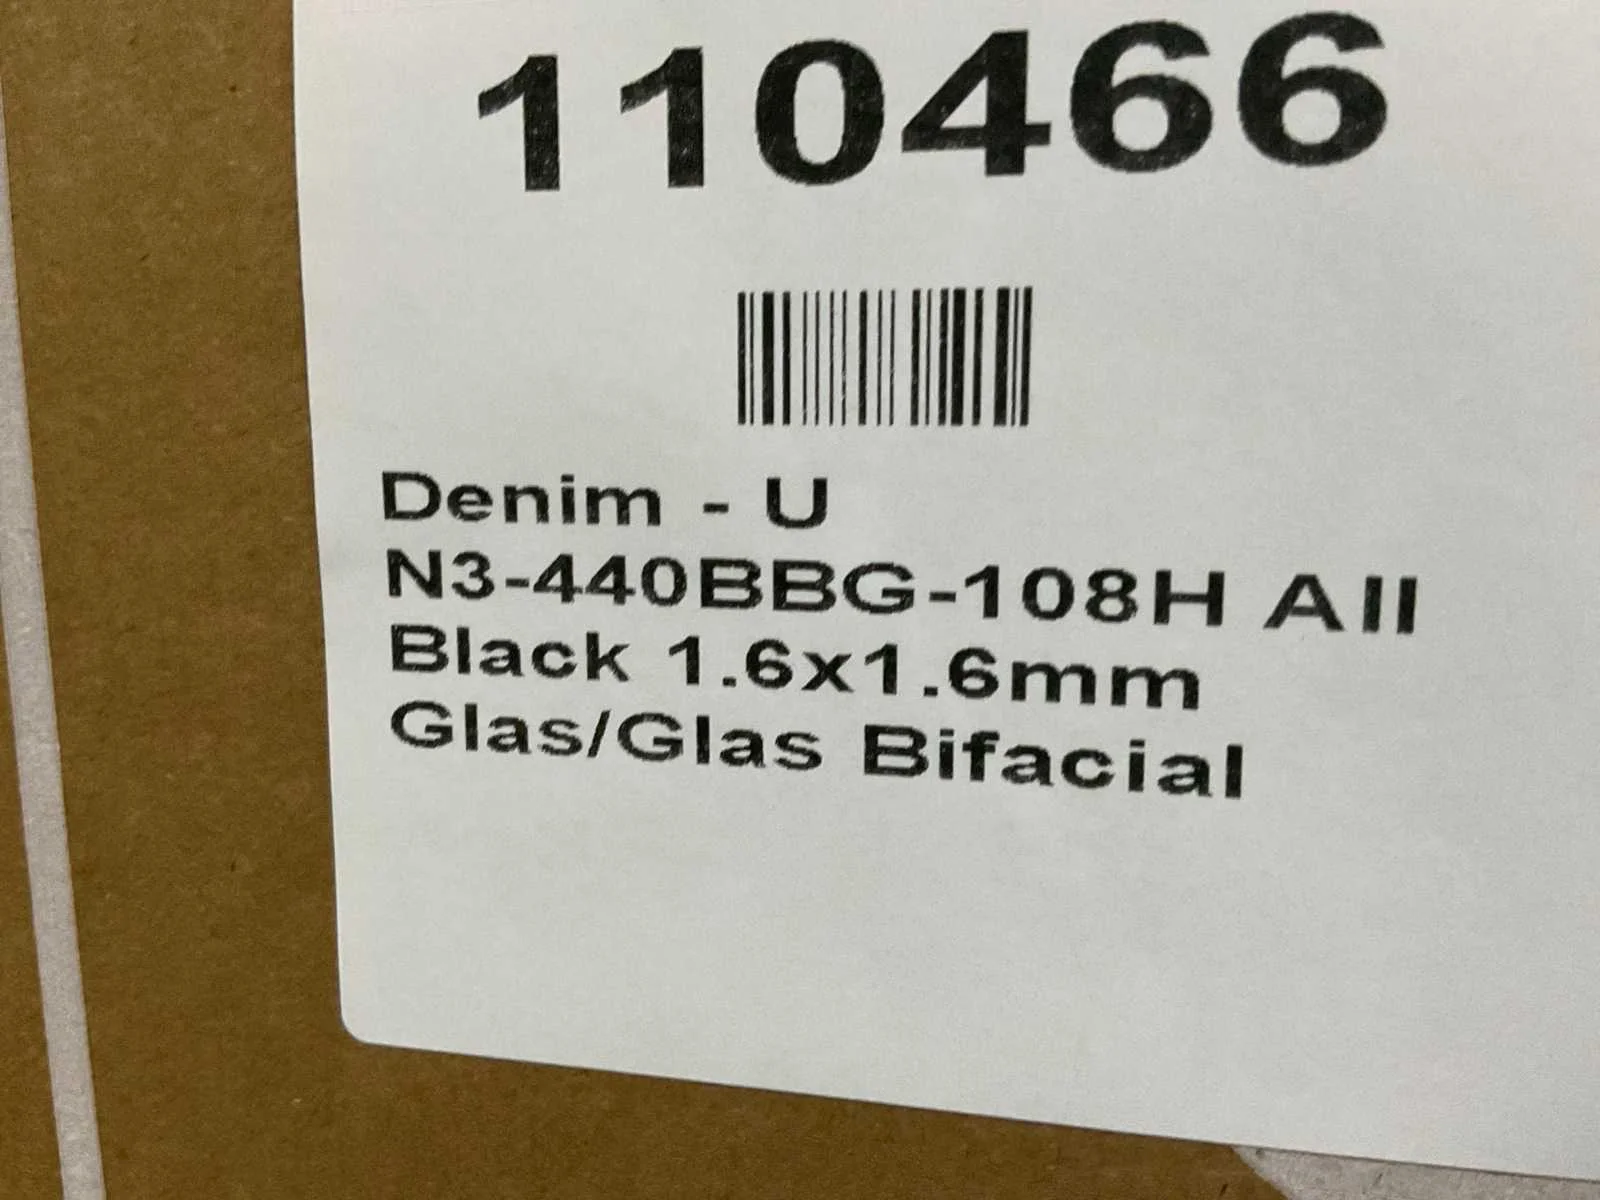 110466
Denim - U
N3-440BBG-108H All
Black 1.6x1.6mm
Glas/Glas Bifacial